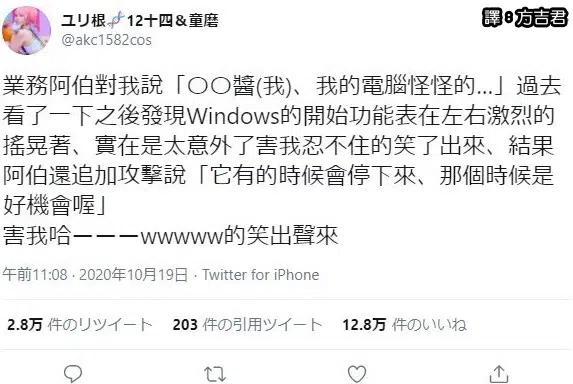 ユリ根🧬12十四＆童磨
譯：方吉君
@akc1582cos
業務阿伯對我說「〇〇醬(我)、我的電腦怪怪的...」過去
看了一下之後發現Windows的開始功能表在左右激烈的
搖晃著、實在是太意外了害我忍不住的笑了出來、結果
阿伯還追加攻擊說「它有的時候會停下來、那個時候是
好機會喔」
害我哈ーーーwwwww的笑出聲來
午前11:08 · 2020年10月19日 · Twitter for iPhone
2.8万 件のリツイート 203 件の引用ツイート 12.8万 件のいいね